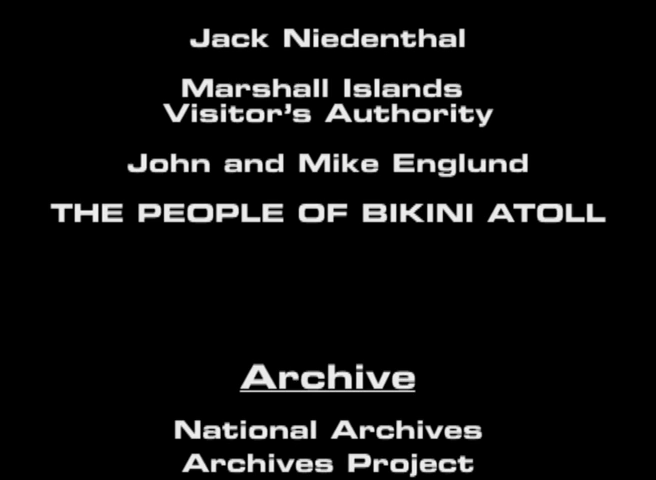 Jack Niedenthal
Marshall Islands
Visitor's Authority
John and Mike Englund
THE PEOPLE OF BIKINI ATOLL
Archive
National Archives
Archives Project